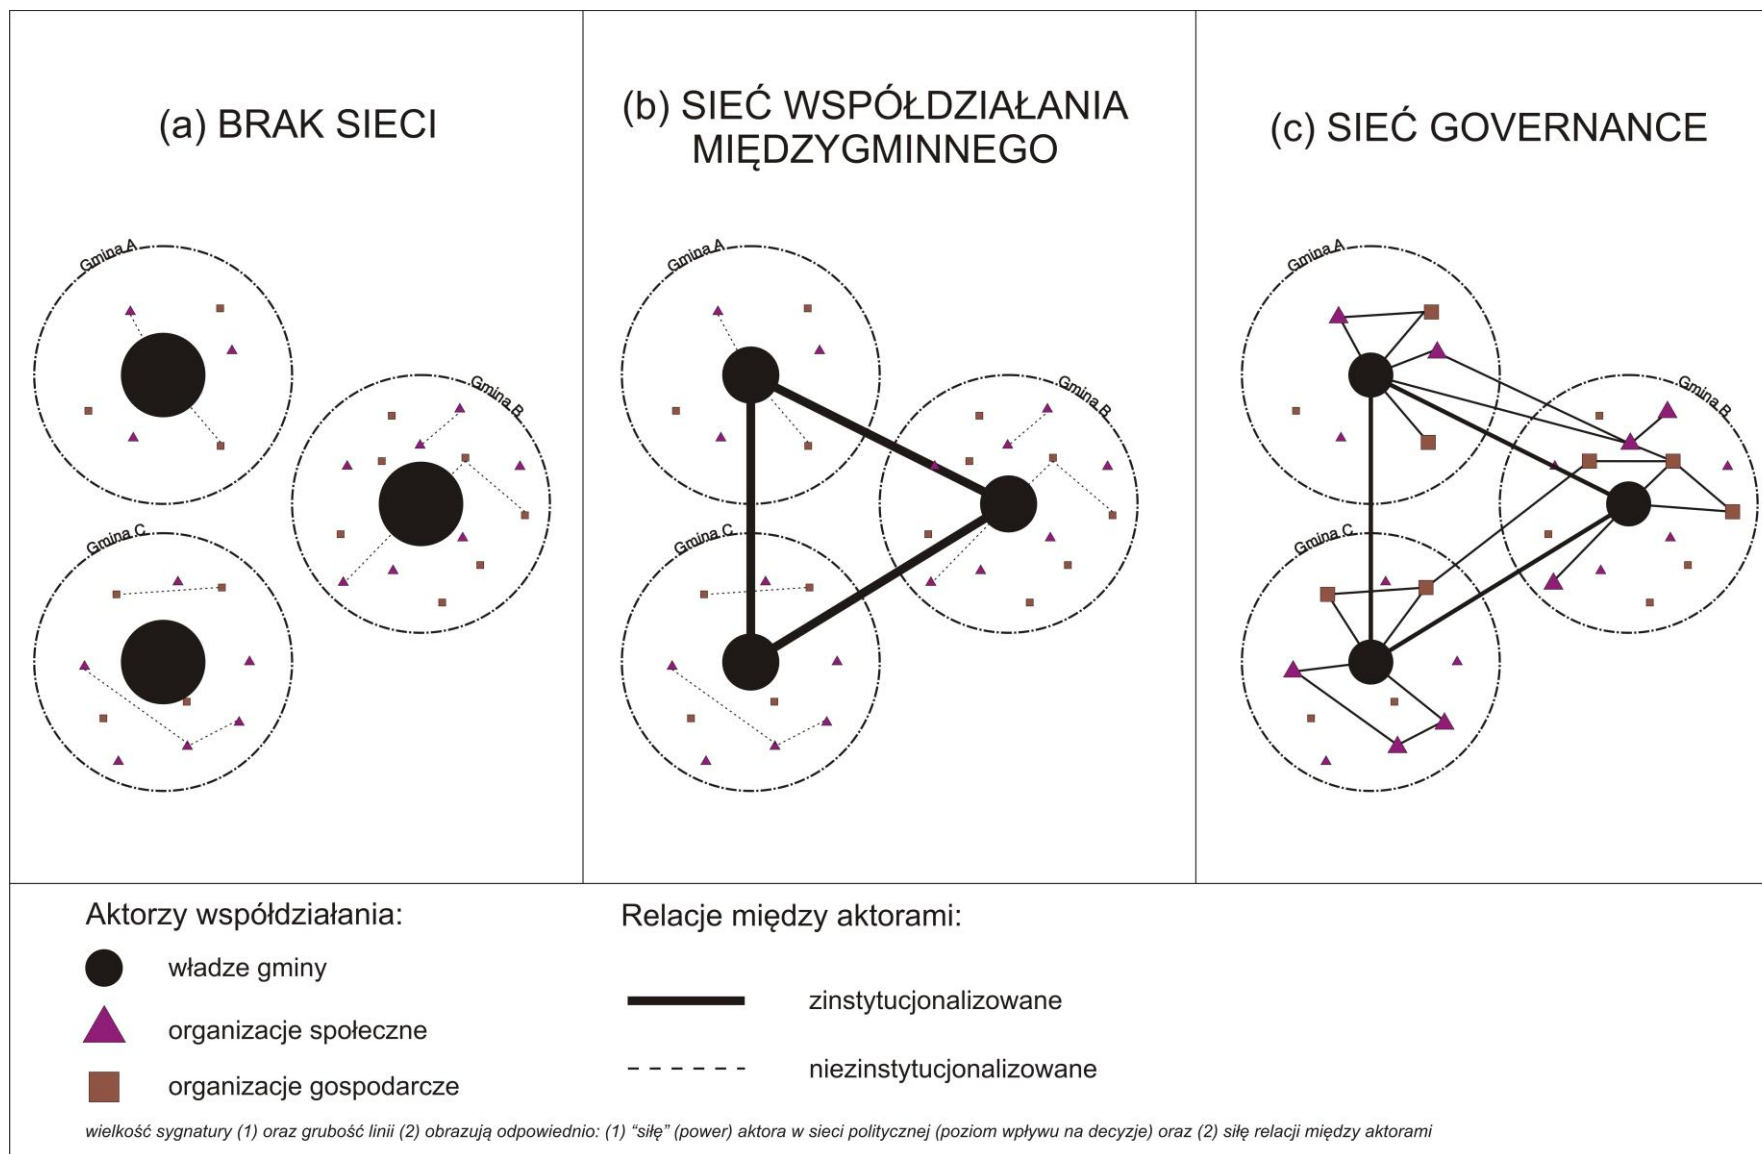 (a) BRAK SIECI
(b) SIEĆ WSPÓŁDZIAŁANIA
MIĘDZYGMINNEGO
(c) SIEĆ GOVERNANCE
Gmina A
Gmina B
Gmina C
Gmina A
Gmina B
Gmina C
Gmina A
Gmina B
Gmina C
Aktorzy współdziałania:
władze gminy
organizacje społeczne
organizacje gospodarcze
Relacje między aktorami:
zinstytucjonalizowane
niezinstytucjonalizowane
wielkość sygnatury (1) oraz grubość linii (2) obrazują odpowiednio: (1) "siłę" (power) aktora w sieci politycznej (poziom wpływu na decyzje) oraz (2) siłę relacji między aktorami